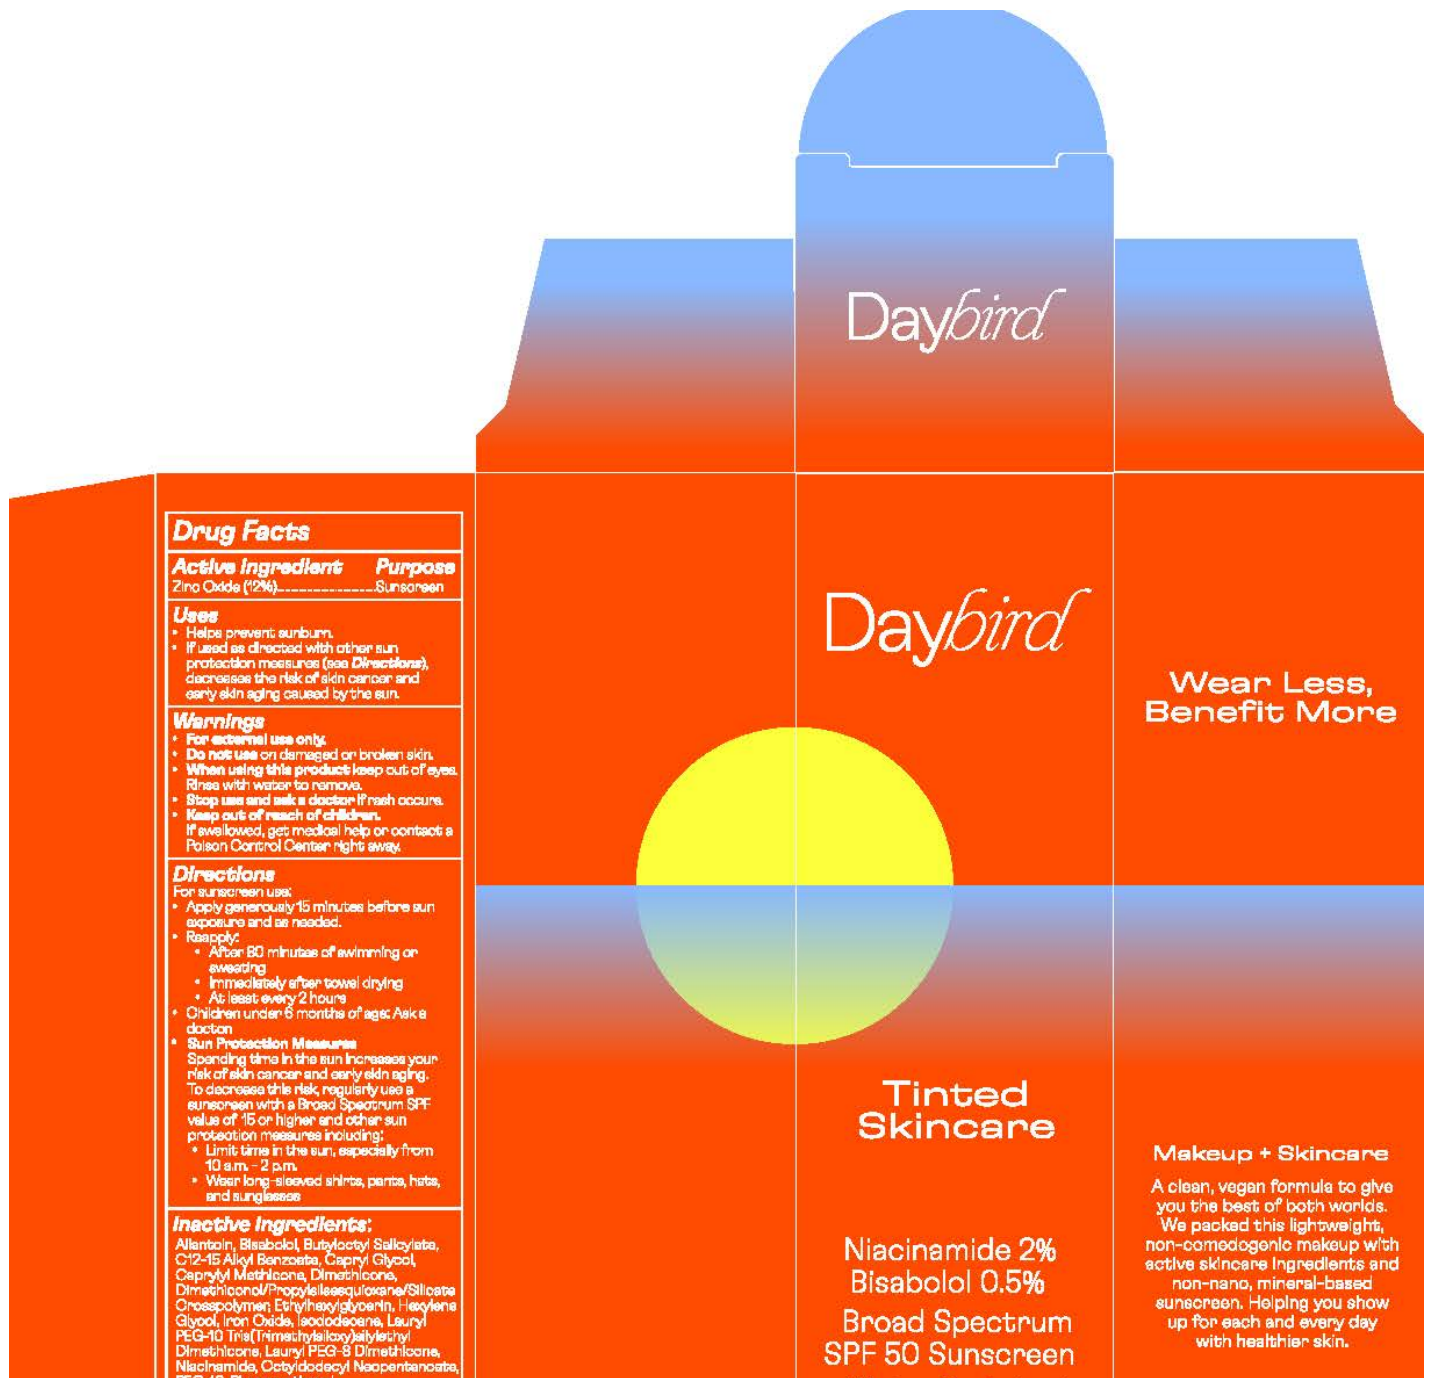 Daybird
Drug Facts
Active Ingredient Purpose
Zinc Oxide (12%)........................Sunscreen
Uses
• Helps prevent sunburn.
• If used as directed with other sun
protection measures (see Directions),
decreases the risk of skin cancer and
early skin aging caused by the sun.
Warnings
• For external use only.
• Do not use on damaged or broken skin.
• When using this product keep out of eyes.
Rinse with water to remove.
• Stop use and ask a doctor if rash occurs.
• Keep out of reach of children.
If swallowed, get medical help or contact a
Poison Control Center right away.
Directions
For sunscreen use:
• Apply generously 15 minutes before sun
exposure and as needed.
• Reapply:
• After 80 minutes of swimming or
sweating
• Immediately after towel drying
• At least every 2 hours
• Children under 6 months of age: Ask a
doctor
• Sun Protection Measures
Spending time in the sun increases your
risk of skin cancer and early skin aging.
To decrease this risk, regularly use a
sunscreen with a Broad Spectrum SPF
value of 15 or higher and other sun
protection measures including:
• Limit time in the sun, especially from
10 a.m. - 2 p.m.
• Wear long-sleeved shirts, pants, hats,
and sunglasses
Inactive Ingredients:
Allantoin, Bisabolol, Butyloctyl Salicylate,
C12-15 Alkyl Benzoate, Capryl Glycol,
Caprylyl Methicone, Dimethicone,
Dimethiconol/Propylsilsesquioxane/Silicate
Crosspolymer, Ethylhexylglycerin, Hexylene
Glycol, Iron Oxide, Isododecane, Lauryl
PEG-10 Tris(Trimethylsiloxy)silylethyl
Dimethicone, Lauryl PEG-8 Dimethicone,
Niacinamide, Octyldodecyl Neopentanoate,
Daybird
Tinted
Skincare
Niacinamide 2%
Bisabolol 0.5%
Broad Spectrum
SPF 50 Sunscreen
Wear Less,
Benefit More
Makeup + Skincare
A clean, vegan formula to give
you the best of both worlds.
We packed this lightweight,
non-comedogenic makeup with
active skincare ingredients and
non-nano, mineral-based
sunscreen. Helping you show
up for each and every day
with healthier skin.